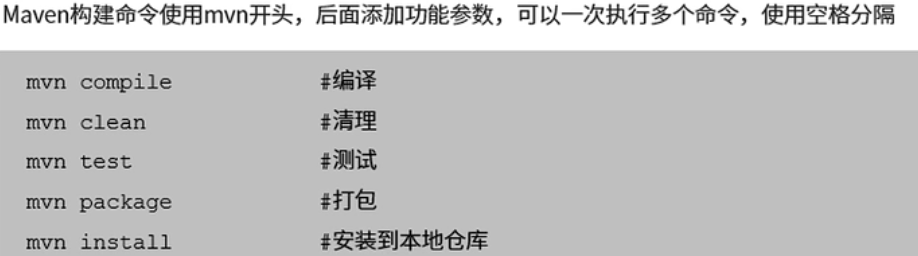 Maven构建命令使用mvn开头，后面添加功能参数，可以一次执行多个命令，使用空格分隔
mvn compile #编译
mvn clean #清理
mvn test #测试
mvn package #打包
mvn install #安装到本地仓库